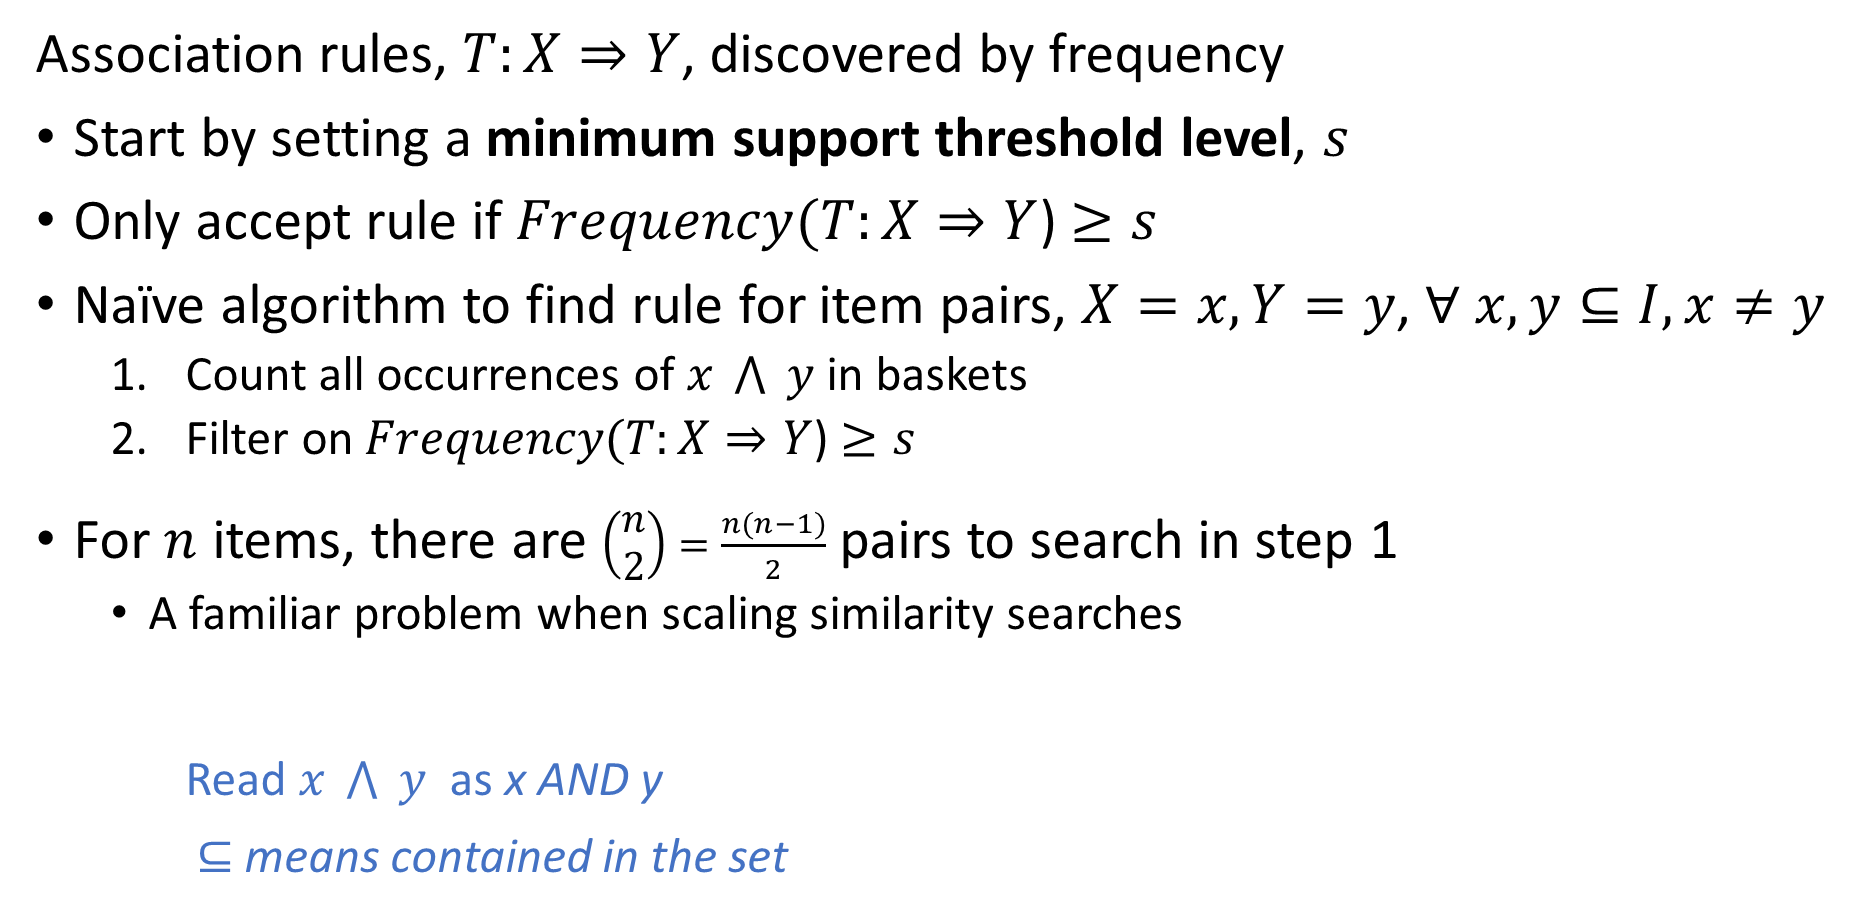 Association rules, T: X ⇒ Y, discovered by frequency
• Start by setting a minimum support threshold level, s
• Only accept rule if Frequency(T: X ⇒ Y) ≥ s
• Naïve algorithm to find rule for item pairs, X = x, Y = y, ∀ x, y ⊆ I, x ≠ y
1. Count all occurrences of x ⋀ y in baskets
2. Filter on Frequency(T: X ⇒ Y) ≥ s
• For n items, there are (n 2) = n(n−1)/2 pairs to search in step 1
• A familiar problem when scaling similarity searches
Read x ⋀ y as x AND y
⊆ means contained in the set